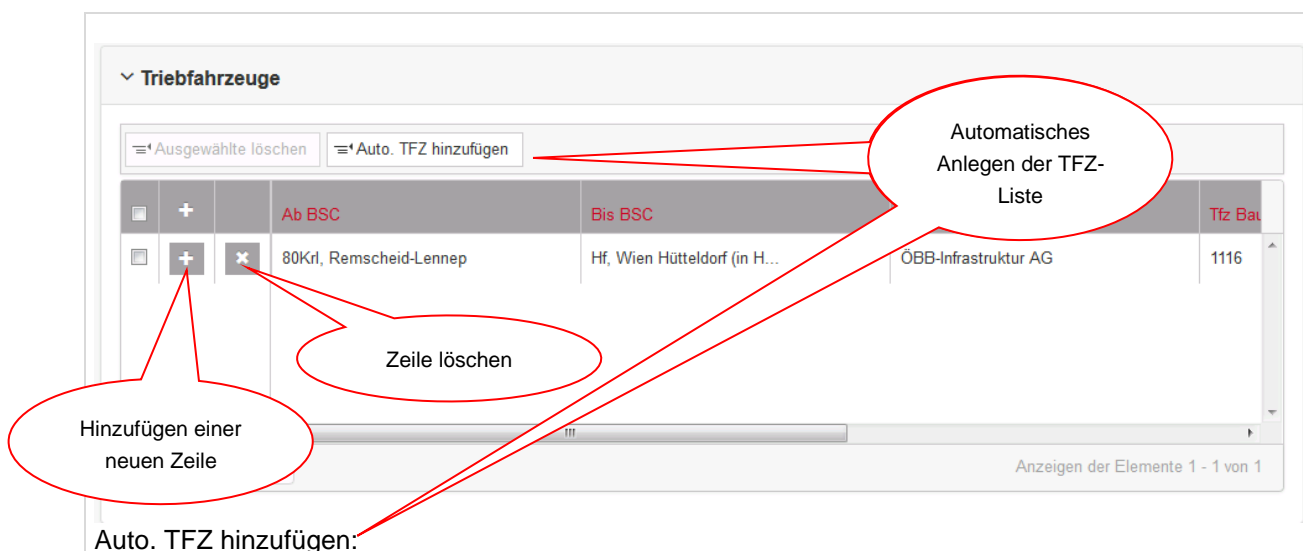 Triebfahrzeuge
Ausgewählte löschen
Auto. TFZ hinzufügen
Automatisches
Anlegen der TFZ-
Liste
Ab BSC
Bis BSC
Tfz Bau
80Krl, Remscheid-Lennep
Hf, Wien Hütteldorf (in H...
ÖBB-Infrastruktur AG
1116
Zeile löschen
Hinzufügen einer
neuen Zeile
Anzeigen der Elemente 1 - 1 von 1
Auto. TFZ hinzufügen: